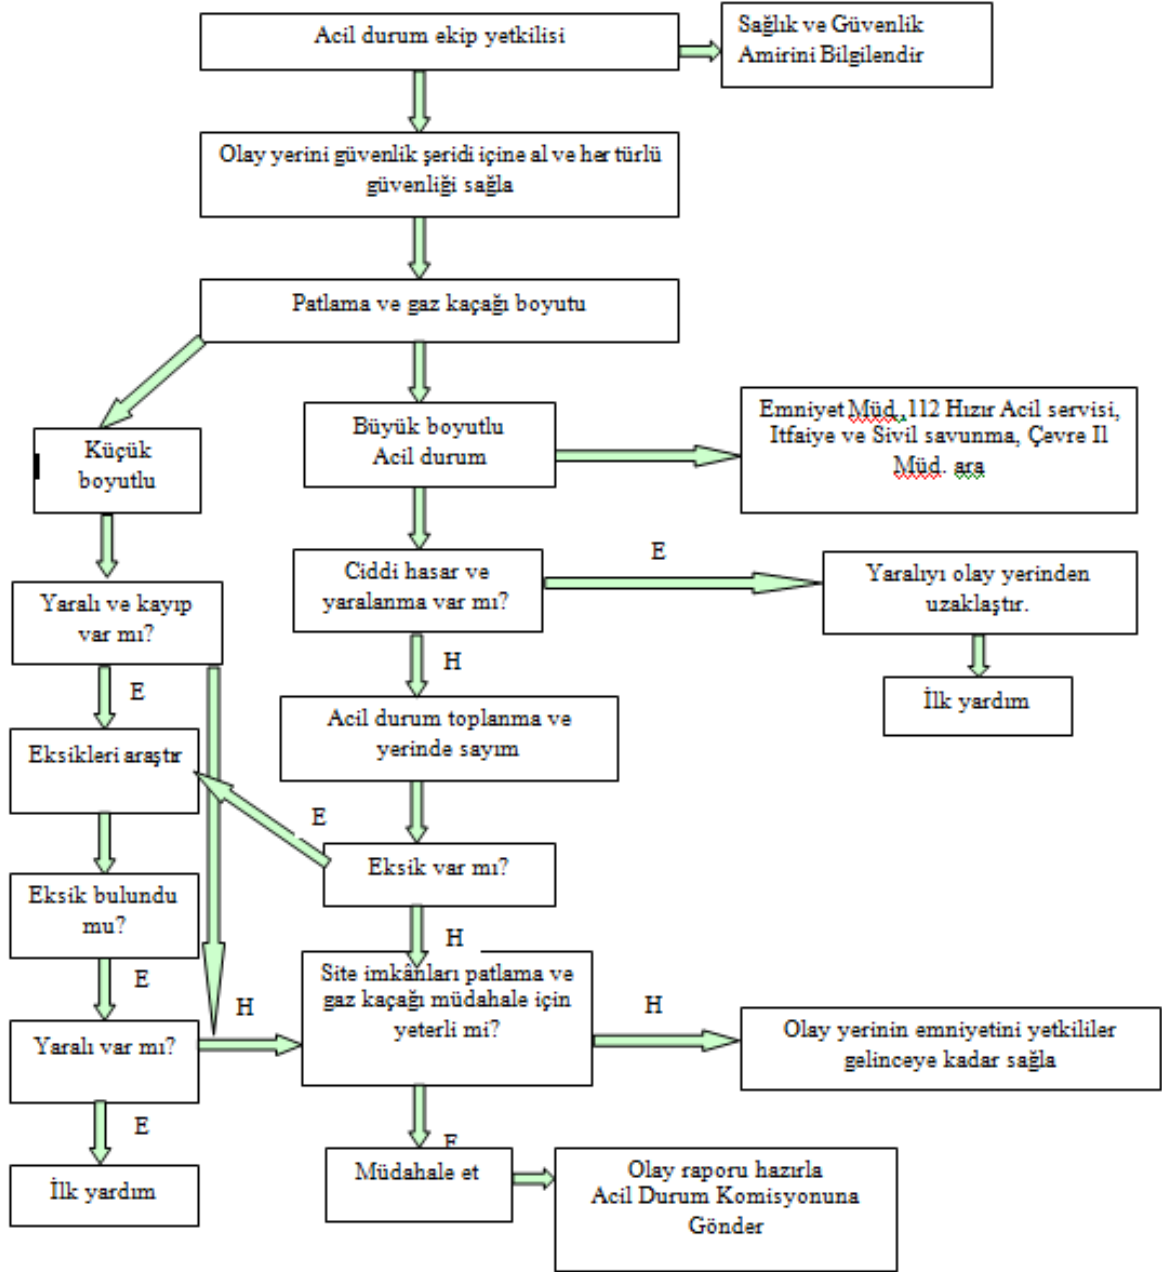 Acil durum ekip yetkilisi
Sağlık ve Güvenlik
Amirini Bilgilendir
Olay yerini güvenlik şeridi içine al ve her türlü
güvenliği sağla
Patlama ve gaz kaçağı boyutu
Küçük
boyutlu
Büyük boyutlu
Acil durum
Emniyet Müd.,112 Hızır Acil servisi,
Itfaiye ve Sivil savunma, Çevre Il
Müd. ara
Yaralı ve kayıp
var mı?
Ciddi hasar ve
yaralanma var mı?
E
Yaralıyı olay yerinden
uzaklaştır.
E
H
İlk yardım
Eksikleri araştır
Acil durum toplanma ve
yerinde sayım
E
Eksik var mı?
Eksik bulundu
mu?
H
E
Site imkânları patlama ve
gaz kaçağı müdahale için
yeterli mi?
H
H
Yaralı var mı?
Olay yerinin emniyetini yetkililer
gelinceye kadar sağla
E
E
İlk yardım
Müdahale et
Olay raporu hazırla
Acil Durum Komisyonuna
Gönder